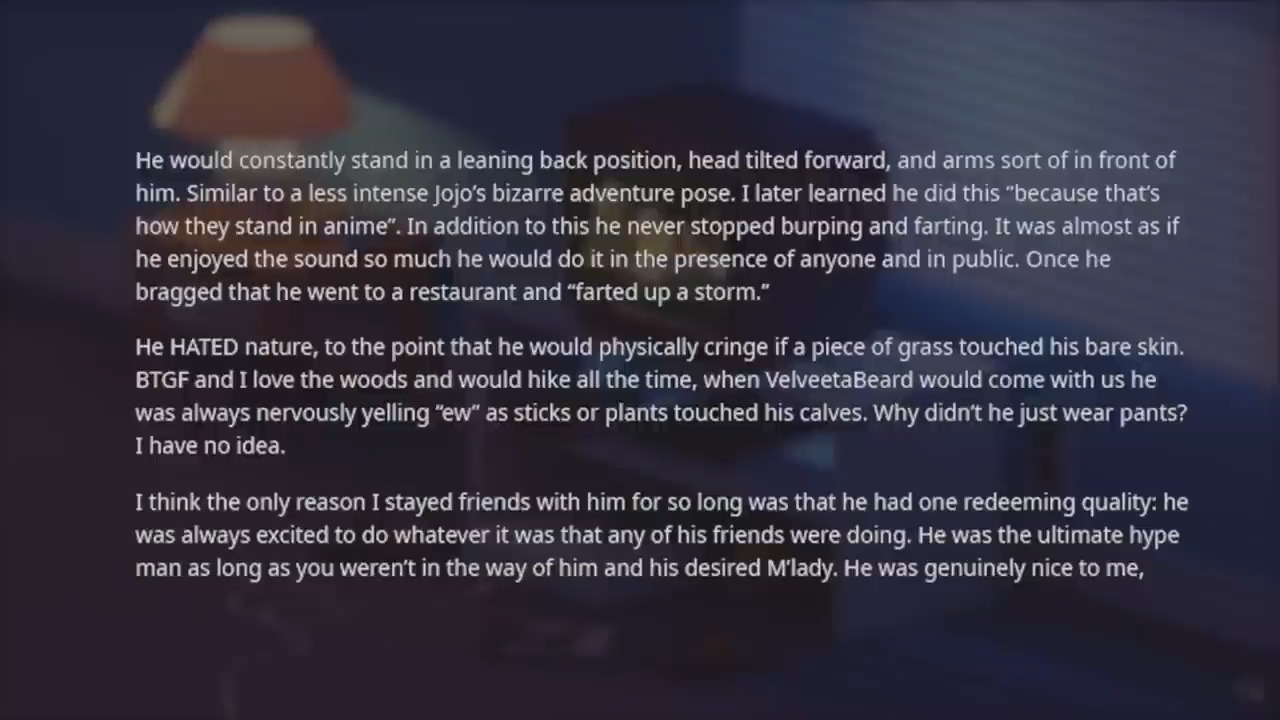 He would constantly stand in a leaning back position, head tilted forward, and arms sort of in front of
him. Similar to a less intense Jojo’s bizarre adventure pose. I later learned he did this “because that’s
how they stand in anime”. In addition to this he never stopped burping and farting. It was almost as if
he enjoyed the sound so much he would do it in the presence of anyone and in public. Once he
bragged that he went to a restaurant and “farted up a storm.”
He HATED nature, to the point that he would physically cringe if a piece of grass touched his bare skin.
BTGF and I love the woods and would hike all the time, when VelveetaBeard would come with us he
was always nervously yelling “ew” as sticks or plants touched his calves. Why didn’t he just wear pants?
I have no idea.
I think the only reason I stayed friends with him for so long was that he had one redeeming quality: he
was always excited to do whatever it was that any of his friends were doing. He was the ultimate hype
man as long as you weren’t in the way of him and his desired M’lady. He was genuinely nice to me,